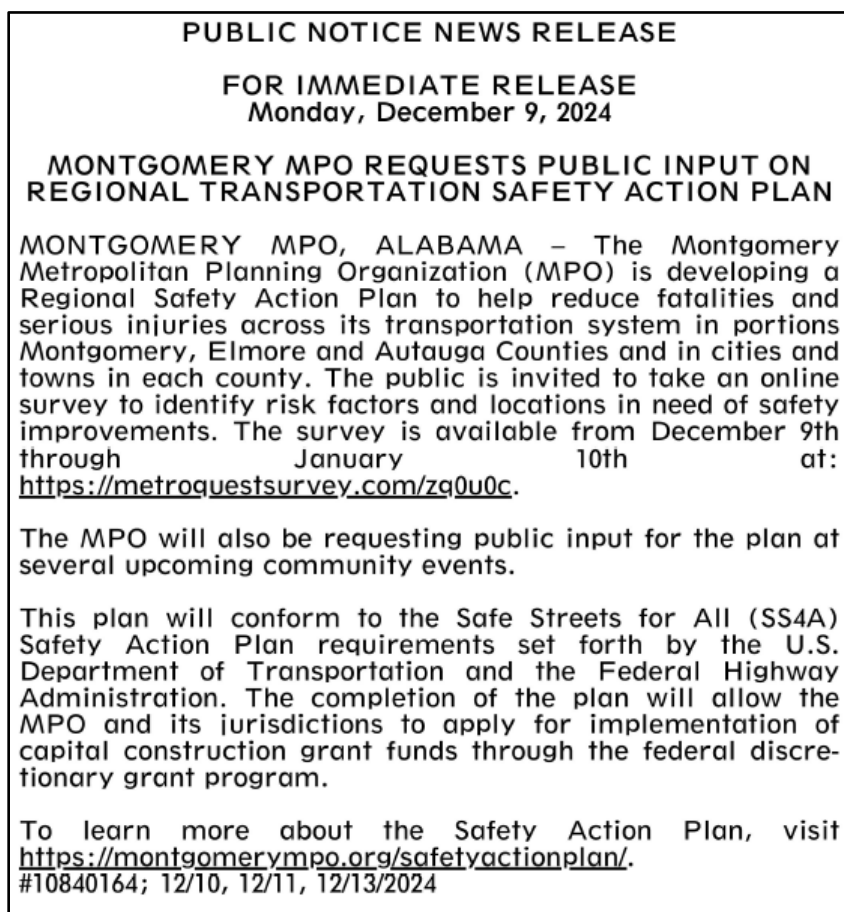 PUBLIC NOTICE NEWS RELEASE
FOR IMMEDIATE RELEASE
Monday, December 9, 2024
MONTGOMERY MPO REQUESTS PUBLIC INPUT ON
REGIONAL TRANSPORTATION SAFETY ACTION PLAN
MONTGOMERY MPO, ALABAMA – The Montgomery
Metropolitan Planning Organization (MPO) is developing a
Regional Safety Action Plan to help reduce fatalities and
serious injuries across its transportation system in portions
Montgomery, Elmore and Autauga Counties and in cities and
towns in each county. The public is invited to take an online
survey to identify risk factors and locations in need of safety
improvements. The survey is available from December 9th
through January 10th at:
https://metroquestsurvey.com/zq0u0c.
The MPO will also be requesting public input for the plan at
several upcoming community events.
This plan will conform to the Safe Streets for All (SS4A)
Safety Action Plan requirements set forth by the U.S.
Department of Transportation and the Federal Highway
Administration. The completion of the plan will allow the
MPO and its jurisdictions to apply for implementation of
capital construction grant funds through the federal discre-
tionary grant program.
To learn more about the Safety Action Plan, visit
https://montgomerympo.org/safetyactionplan/.
#10840164; 12/10, 12/11, 12/13/2024